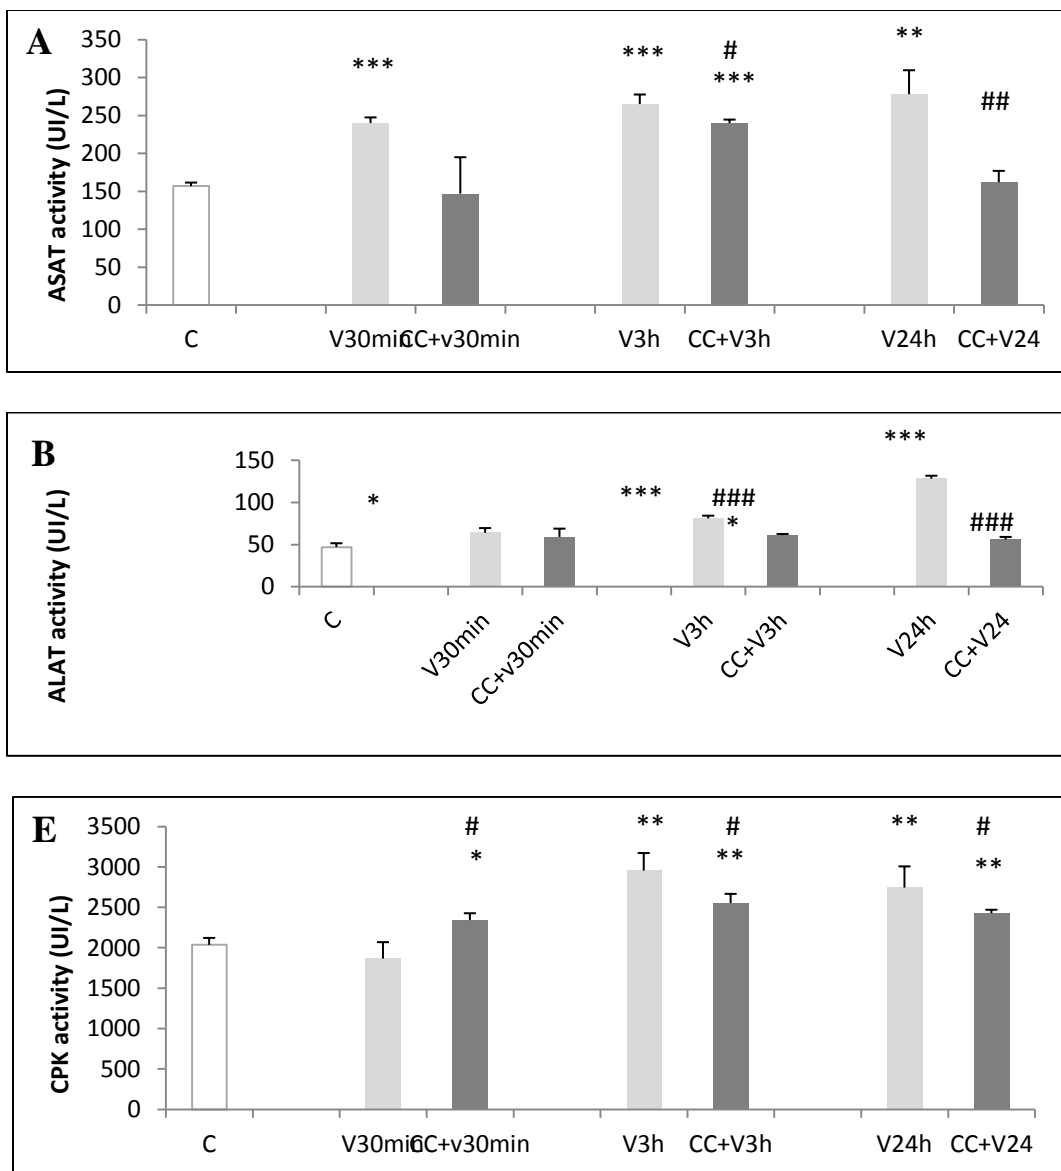 A
ASAT activity (UI/L)
350
300
250
200
150
100
50
0
***
***
#
***
**
##
C
V30min
CC+v30min
V3h
CC+V3h
V24h
CC+V24
B
ALAT activity (UI/L)
150
100
50
0
*
***
###
*
***
###
C
V30min
CC+v30min
V3h
CC+V3h
V24h
CC+V24
E
CPK activity (UI/L)
3500
3000
2500
2000
1500
1000
500
0
#
*
**
#
**
**
#
**
C
V30min
CC+v30min
V3h
CC+V3h
V24h
CC+V24